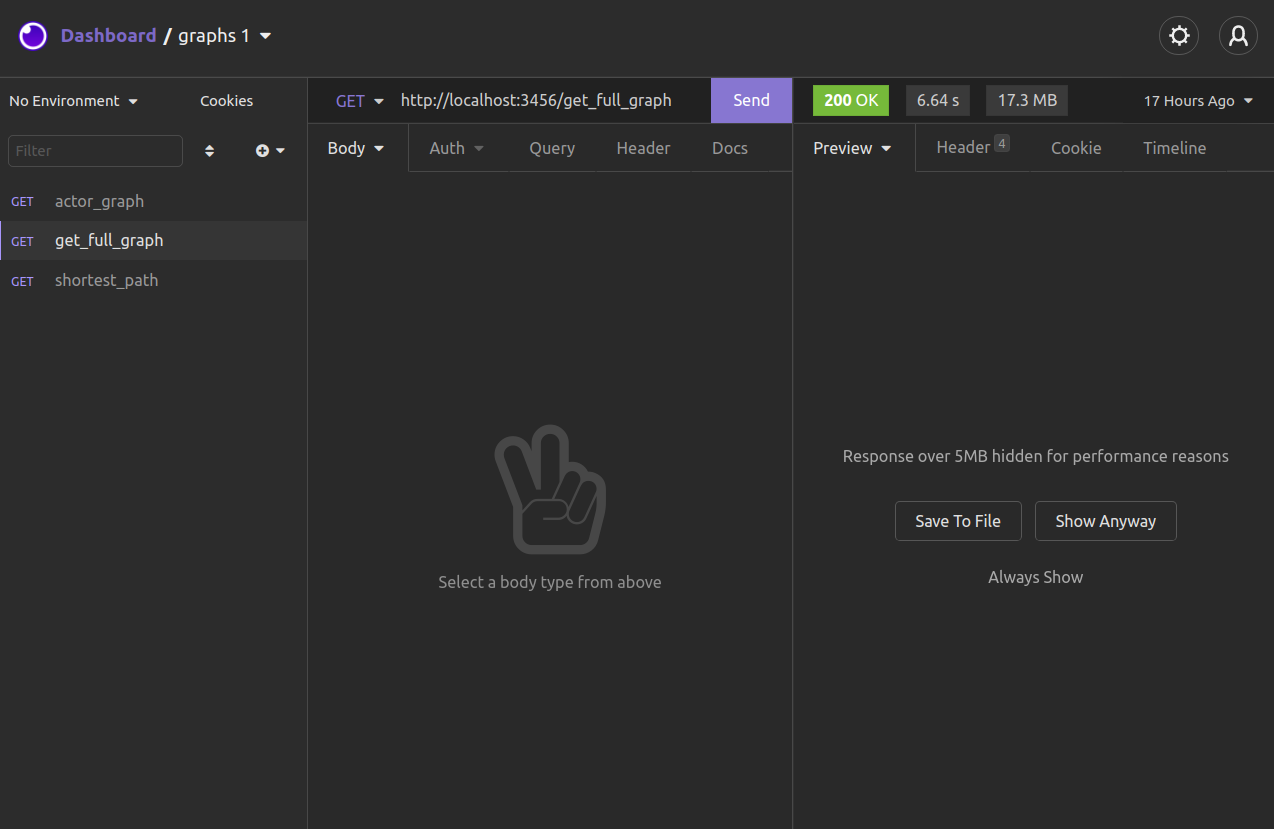 Dashboard / graphs 1
No Environment
Cookies
Filter
GET actor_graph
GET get_full_graph
GET shortest_path
GET http://localhost:3456/get_full_graph Send
Body Auth Query Header Docs
Select a body type from above
200 OK 6.64 s 17.3 MB 17 Hours Ago
Preview Header 4 Cookie Timeline
Response over 5MB hidden for performance reasons
Save To File Show Anyway
Always Show